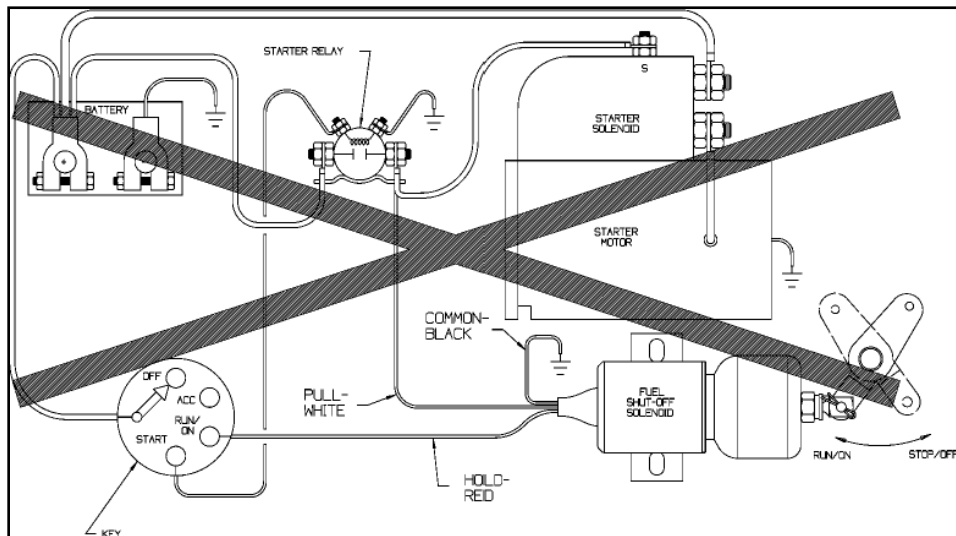 STARTER RELAY
BATTERY
S
STARTER
SOLENOID
STARTER
MOTOR
COMMON-
BLACK
OFF
ACC
RUN/
ON
START
PULL-
WHITE
FUEL
SHUT-OFF
SOLENOID
RUN/ON
STOP/OFF
HOLD-
RED
KEY